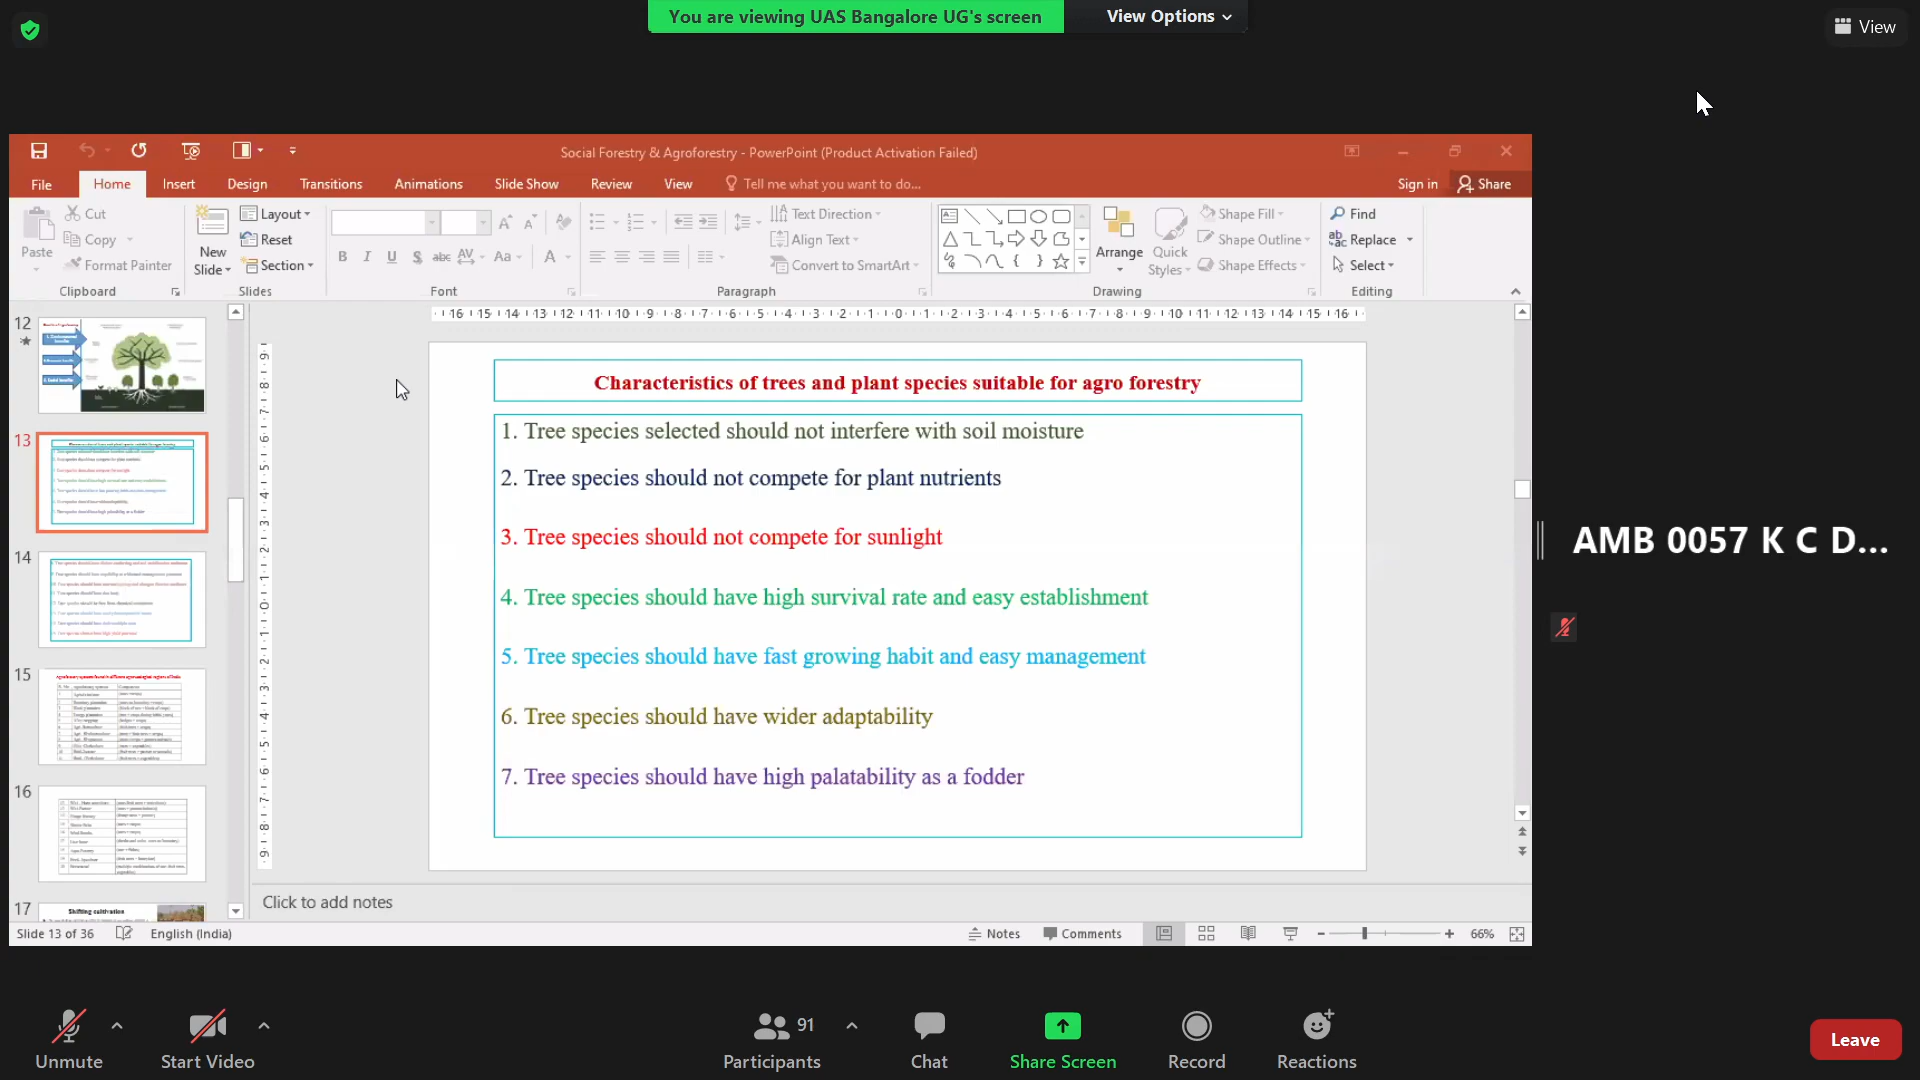 You are viewing UAS Bangalore UG's screen
View Options
View
Social Forestry & Agroforestry - PowerPoint (Product Activation Failed)
File
Home
Insert
Design
Transitions
Animations
Slide Show
Review
View
Tell me what you want to do...
Sign in
Share
Paste
Cut
Copy
Format Painter
Clipboard
New Slide
Layout
Reset
Section
Slides
Font
Text Direction
Align Text
Convert to SmartArt
Paragraph
Arrange
Quick Styles
Shape Fill
Shape Outline
Shape Effects
Drawing
Find
Replace
Select
Editing
12
13
14
15
16
17
Shifting cultivation
Characteristics of trees and plant species suitable for agro forestry
1. Tree species selected should not interfere with soil moisture
2. Tree species should not compete for plant nutrients
3. Tree species should not compete for sunlight
4. Tree species should have high survival rate and easy establishment
5. Tree species should have fast growing habit and easy management
6. Tree species should have wider adaptability
7. Tree species should have high palatability as a fodder
Click to add notes
Slide 13 of 36
English (India)
Notes
Comments
66%
AMB 0057 K C D...
Unmute
Start Video
91
Participants
Chat
Share Screen
Record
Reactions
Leave